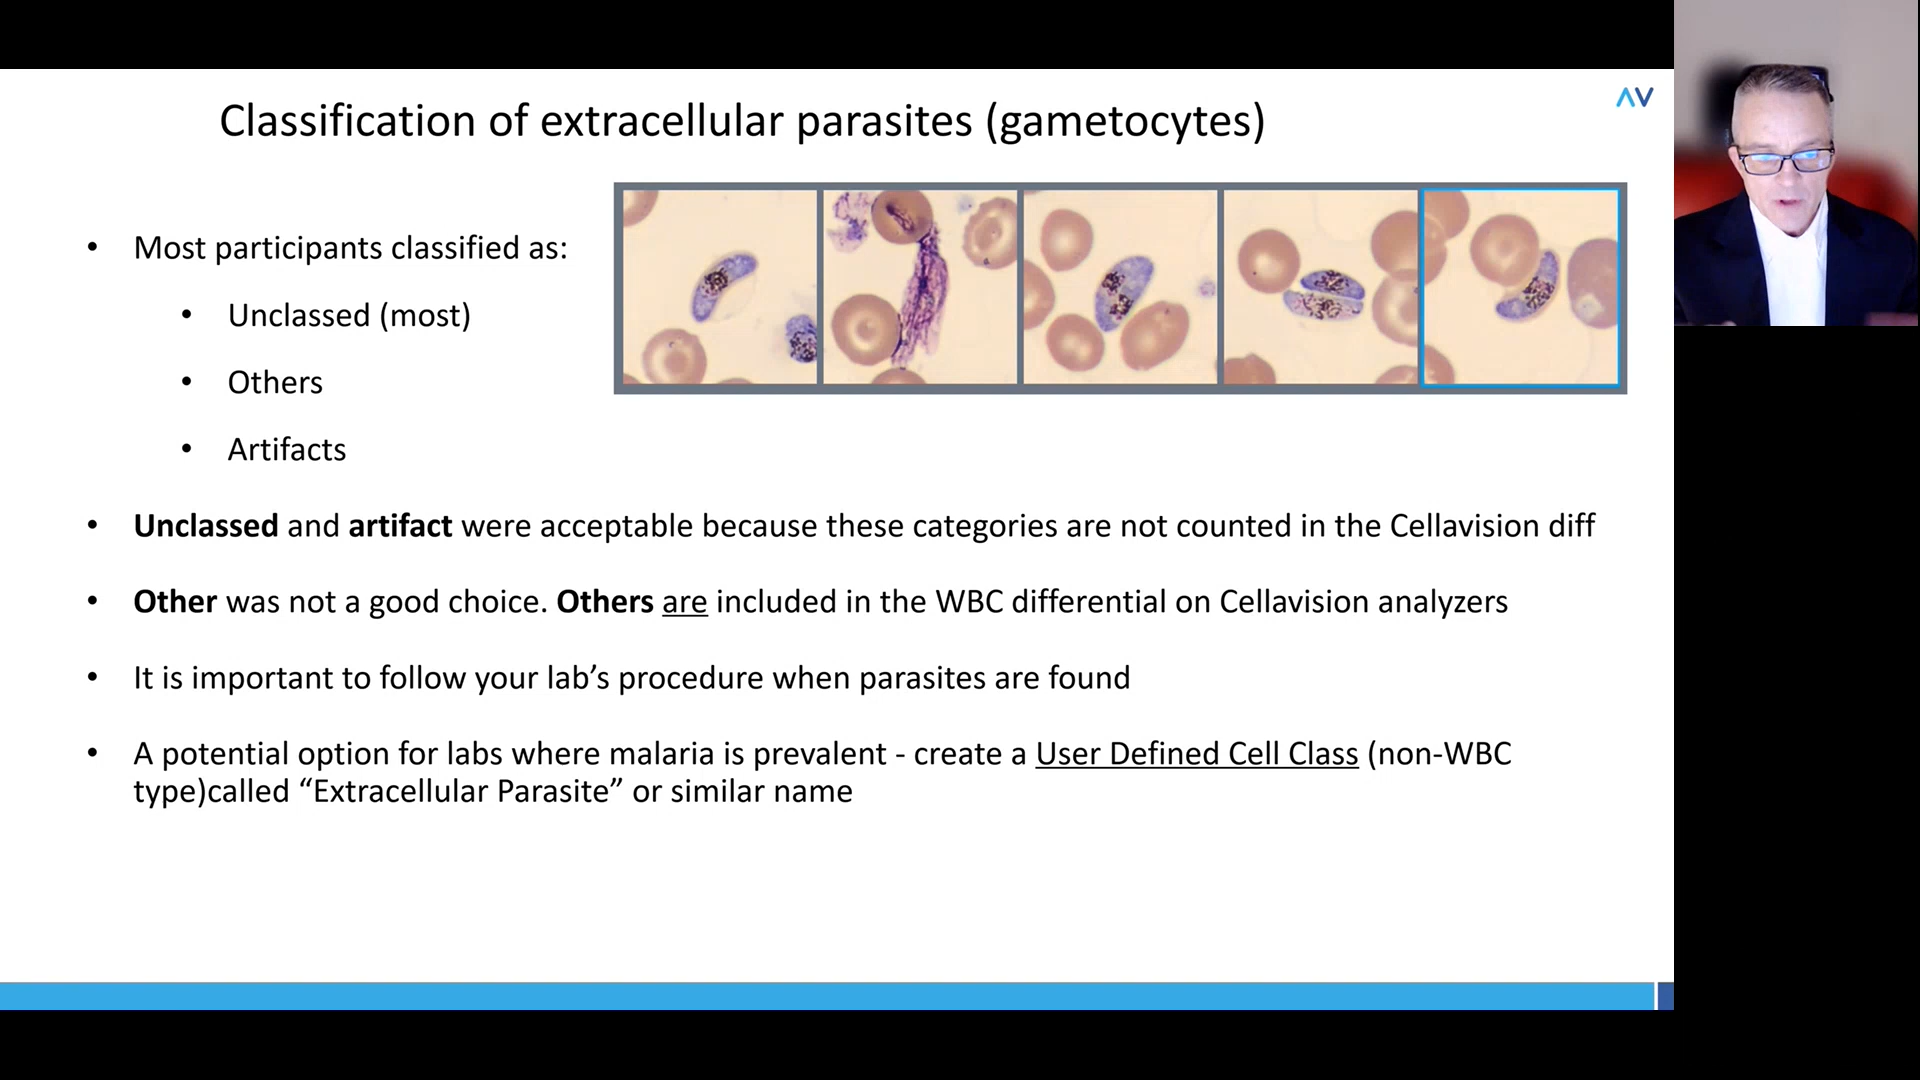 Classification of extracellular parasites (gametocytes)
• Most participants classified as:
• Unclassed (most)
• Others
• Artifacts
• Unclassed and artifact were acceptable because these categories are not counted in the Cellavision diff
• Other was not a good choice. Others are included in the WBC differential on Cellavision analyzers
• It is important to follow your lab’s procedure when parasites are found
• A potential option for labs where malaria is prevalent - create a User Defined Cell Class (non-WBC
type)called “Extracellular Parasite” or similar name